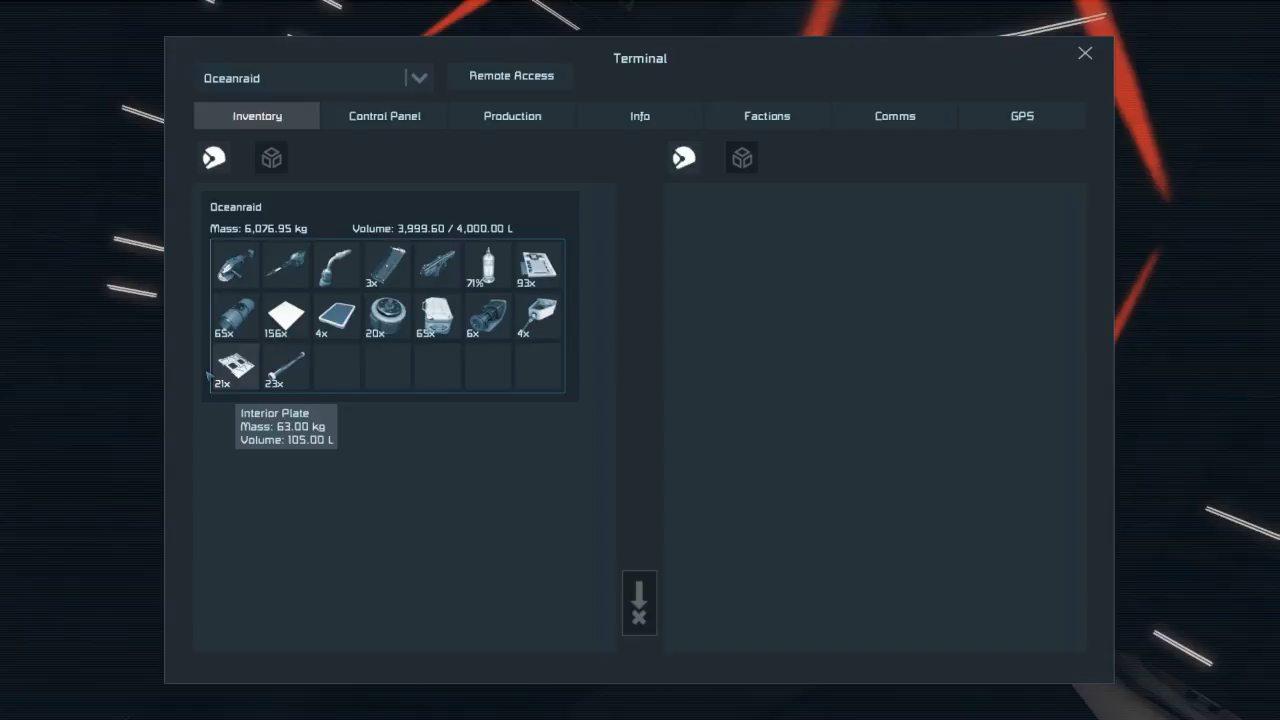 Terminal
Oceanraid
Remote Access
Inventory
Control Panel
Production
Info
Factions
Comms
GPS
Oceanraid
Mass: 6,076.95 kg
Volume: 3,999.60 / 4,000.00 L
3x
71%
93x
65x
156x
4x
20x
65x
6x
4x
21x
23x
Interior Plate
Mass: 63.00 kg
Volume: 105.00 L